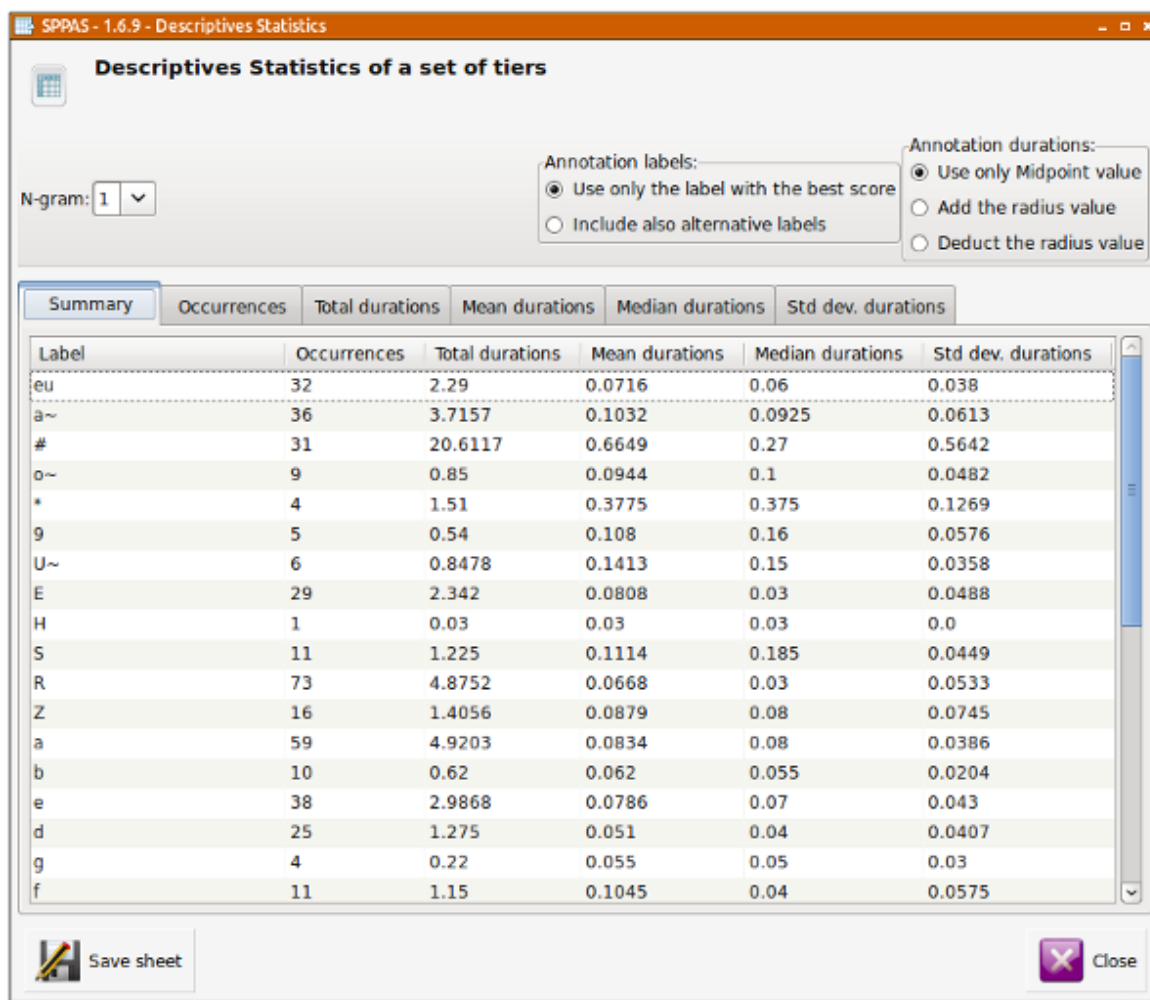 SPPAS - 1.6.9 - Descriptives Statistics
Descriptives Statistics of a set of tiers
N-gram: 1
Annotation labels:
Use only the label with the best score
Include also alternative labels
Annotation durations:
Use only Midpoint value
Add the radius value
Deduct the radius value
Summary Occurrences Total durations Mean durations Median durations Std dev. durations
Label Occurrences Total durations Mean durations Median durations Std dev. durations
eu 32 2.29 0.0716 0.06 0.038
a~ 36 3.7157 0.1032 0.0925 0.0613
# 31 20.6117 0.6649 0.27 0.5642
o~ 9 0.85 0.0944 0.1 0.0482
* 4 1.51 0.3775 0.375 0.1269
9 5 0.54 0.108 0.16 0.0576
U~ 6 0.8478 0.1413 0.15 0.0358
E 29 2.342 0.0808 0.03 0.0488
H 1 0.03 0.03 0.03 0.0
S 11 1.225 0.1114 0.185 0.0449
R 73 4.8752 0.0668 0.03 0.0533
Z 16 1.4056 0.0879 0.08 0.0745
a 59 4.9203 0.0834 0.08 0.0386
b 10 0.62 0.062 0.055 0.0204
e 38 2.9868 0.0786 0.07 0.043
d 25 1.275 0.051 0.04 0.0407
g 4 0.22 0.055 0.05 0.03
f 11 1.15 0.1045 0.04 0.0575
Save sheet
Close